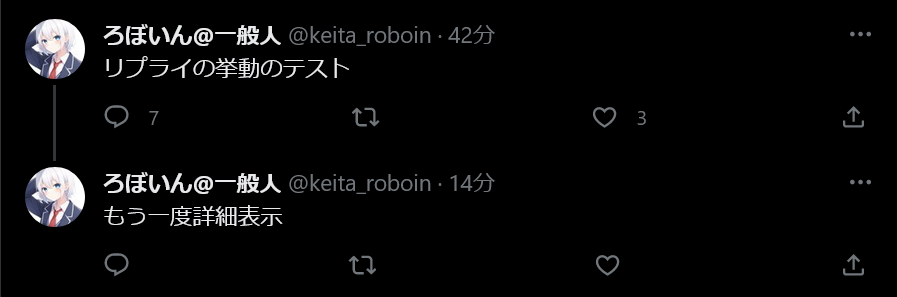 ろぼいん@一般人 @keita_roboin · 42分
リプライの挙動のテスト
7 3
ろぼいん@一般人 @keita_roboin · 14分
もう一度詳細表示